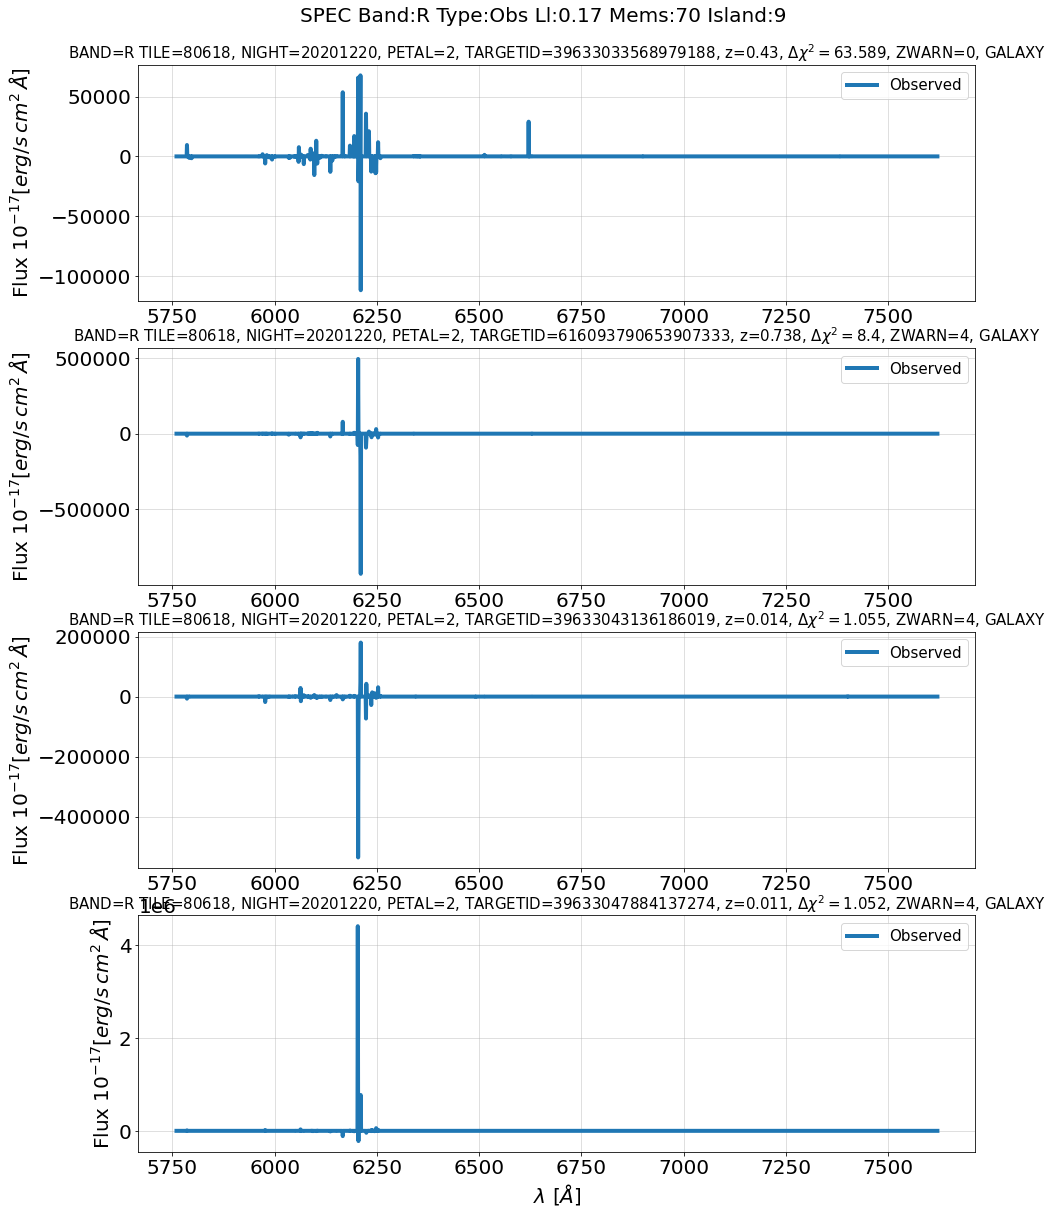 SPEC Band:R Type:Obs Ll:0.17 Mems:70 Island:9
BAND=R TILE=80618, NIGHT=20201220, PETAL=2, TARGETID=39633033568979188, z=0.43, Δχ² = 63.589, ZWARN=0, GALAXY
Observed
50000
0
−50000
−100000
Flux 10⁻¹⁷[erg/s cm² Å]
5750 6000 6250 6500 6750 7000 7250 7500
BAND=R TILE=80618, NIGHT=20201220, PETAL=2, TARGETID=616093790653907333, z=0.738, Δχ² = 8.4, ZWARN=4, GALAXY
Observed
500000
0
−500000
Flux 10⁻¹⁷[erg/s cm² Å]
5750 6000 6250 6500 6750 7000 7250 7500
BAND=R TILE=80618, NIGHT=20201220, PETAL=2, TARGETID=39633043136186019, z=0.014, Δχ² = 1.055, ZWARN=4, GALAXY
Observed
200000
0
−200000
−400000
Flux 10⁻¹⁷[erg/s cm² Å]
5750 6000 6250 6500 6750 7000 7250 7500
BAND=R TILE=80618, NIGHT=20201220, PETAL=2, TARGETID=39633047884137274, z=0.011, Δχ² = 1.052, ZWARN=4, GALAXY
1e6
Observed
4
2
0
Flux 10⁻¹⁷[erg/s cm² Å]
5750 6000 6250 6500 6750 7000 7250 7500
λ [Å]